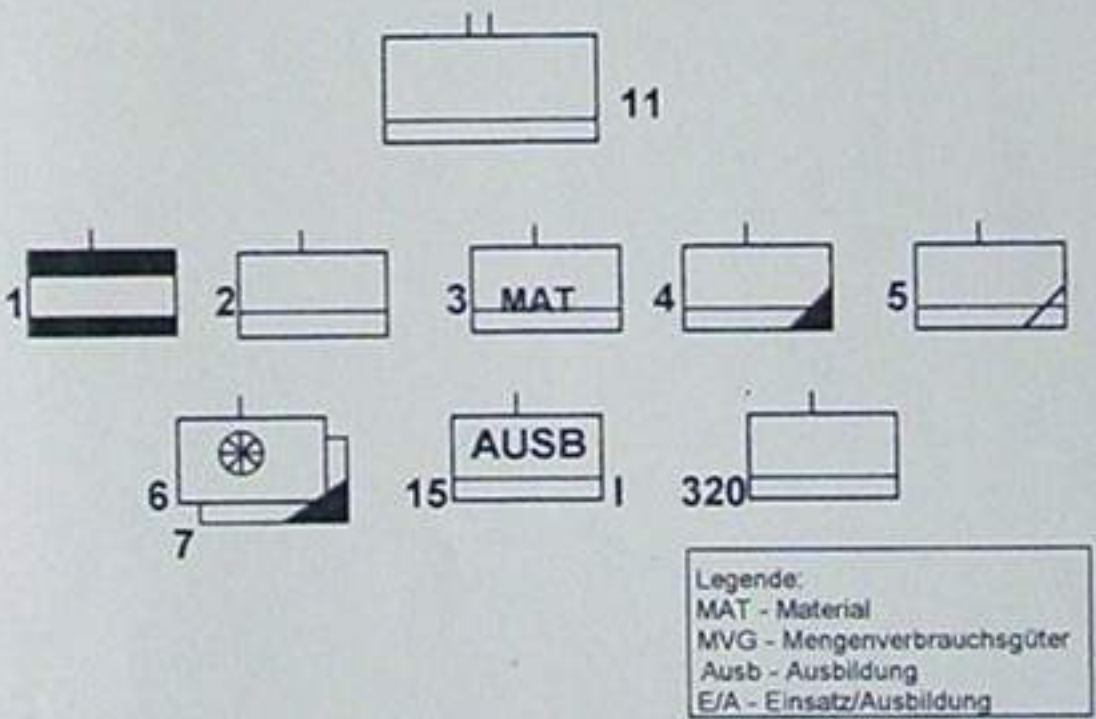 11
1 2 3 MAT 4 5
6 AUSB
15 I 320
7
Legende:
MAT - Material
MVG - Mengenverbrauchsgüter
Ausb - Ausbildung
E/A - Einsatz/Ausbildung